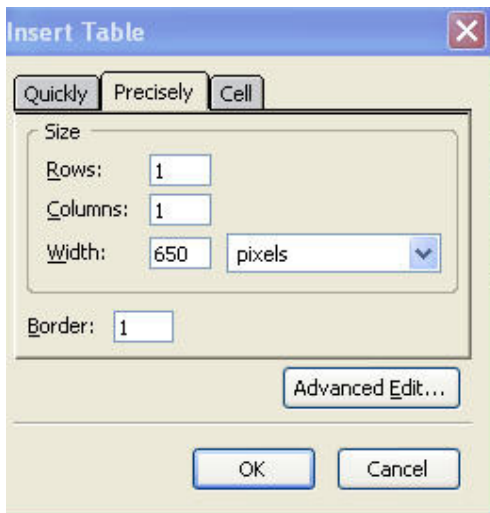 Insert Table
Quickly Precisely Cell
Size
Rows: 1
Columns: 1
Width: 650 pixels
Border: 1
Advanced Edit...
OK Cancel